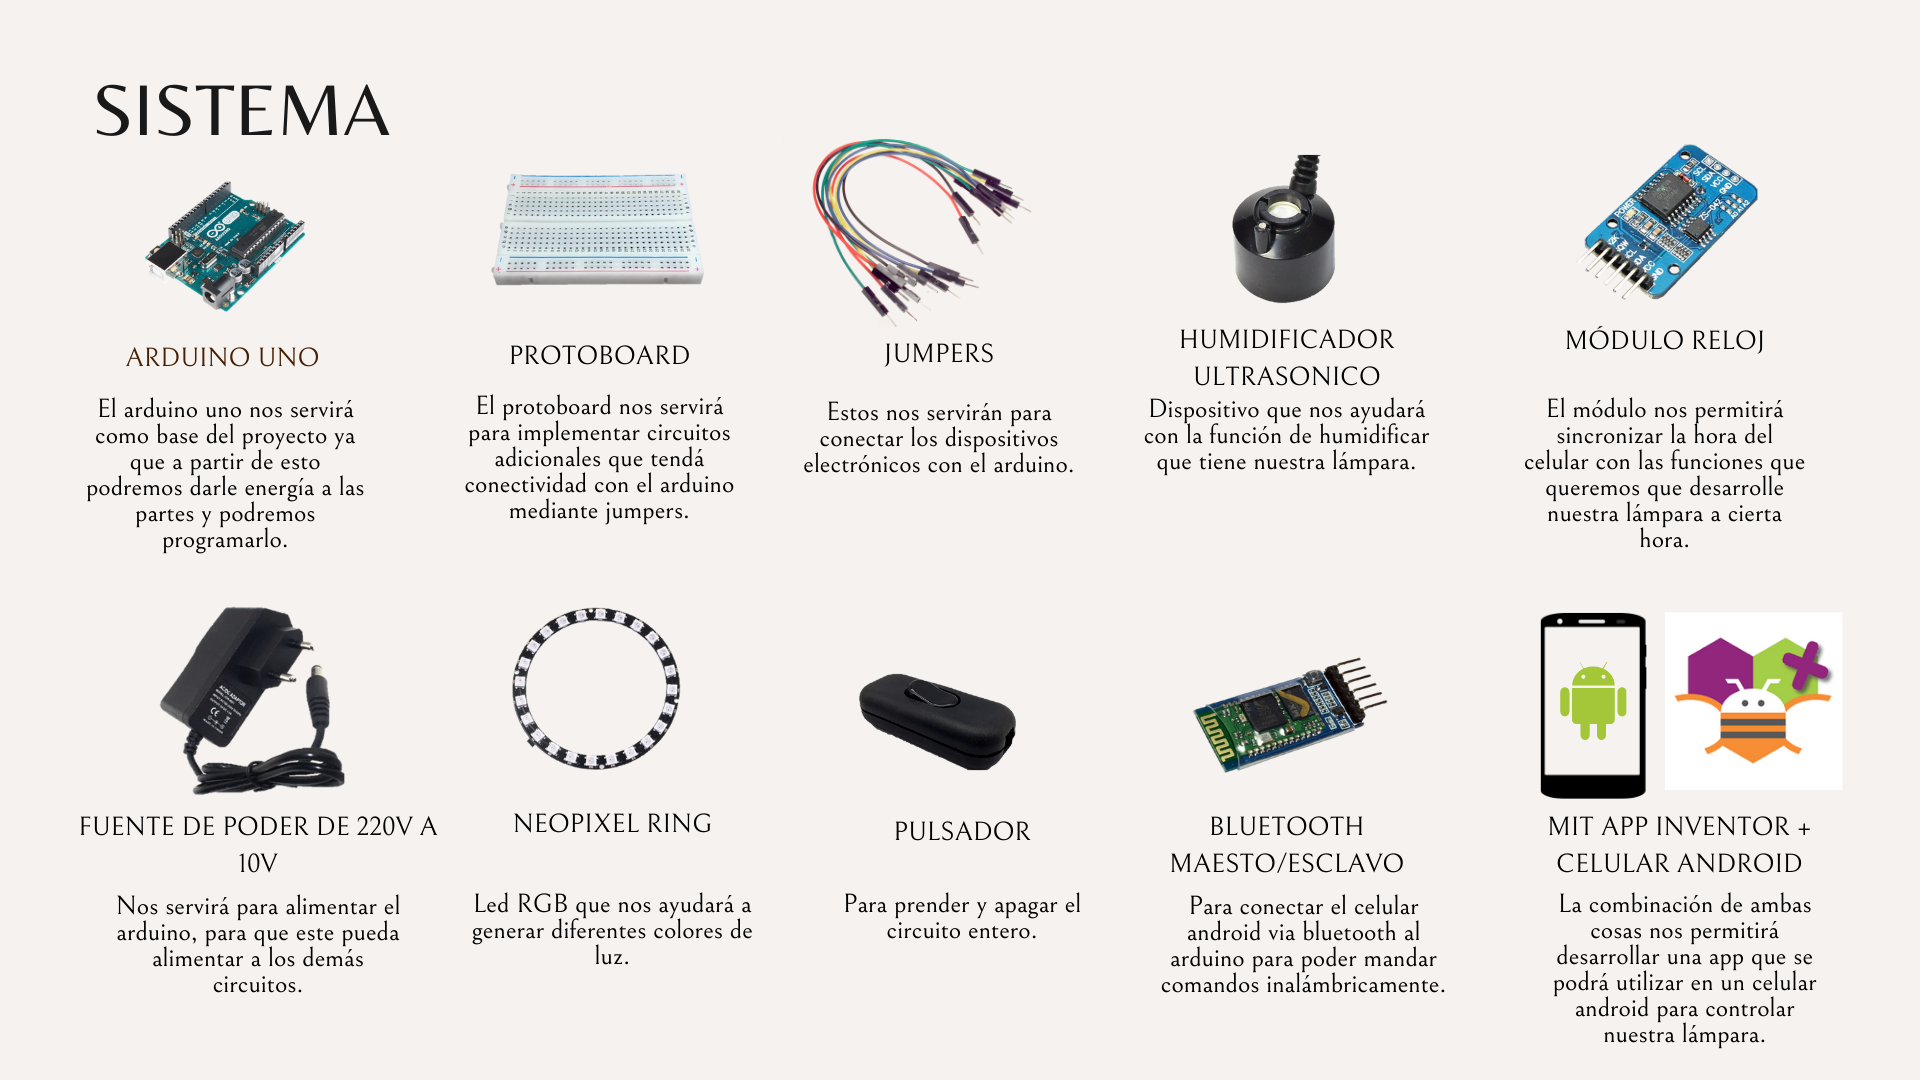 SISTEMA
ARDUINO UNO
El arduino uno nos servirá
como base del proyecto ya
que a partir de esto
podremos darle energía a las
partes y podremos
programarlo.
PROTOBOARD
El protoboard nos servirá
para implementar circuitos
adicionales que tendá
conectividad con el arduino
mediante jumpers.
JUMPERS
Estos nos servirán para
conectar los dispositivos
electrónicos con el arduino.
HUMIDIFICADOR
ULTRASONICO
Dispositivo que nos ayudará
con la función de humidificar
que tiene nuestra lámpara.
MÓDULO RELOJ
El módulo nos permitirá
sincronizar la hora del
celular con las funciones que
queremos que desarrolle
nuestra lámpara a cierta
hora.
FUENTE DE PODER DE 220V A
10V
Nos servirá para alimentar el
arduino, para que este pueda
alimentar a los demás
circuitos.
NEOPIXEL RING
Led RGB que nos ayudará a
generar diferentes colores de
luz.
PULSADOR
Para prender y apagar el
circuito entero.
BLUETOOTH
MAESTO/ESCLAVO
Para conectar el celular
android via bluetooth al
arduino para poder mandar
comandos inalámbricamente.
MIT APP INVENTOR +
CELULAR ANDROID
La combinación de ambas
cosas nos permitirá
desarrollar una app que se
podrá utilizar en un celular
android para controlar
nuestra lámpara.